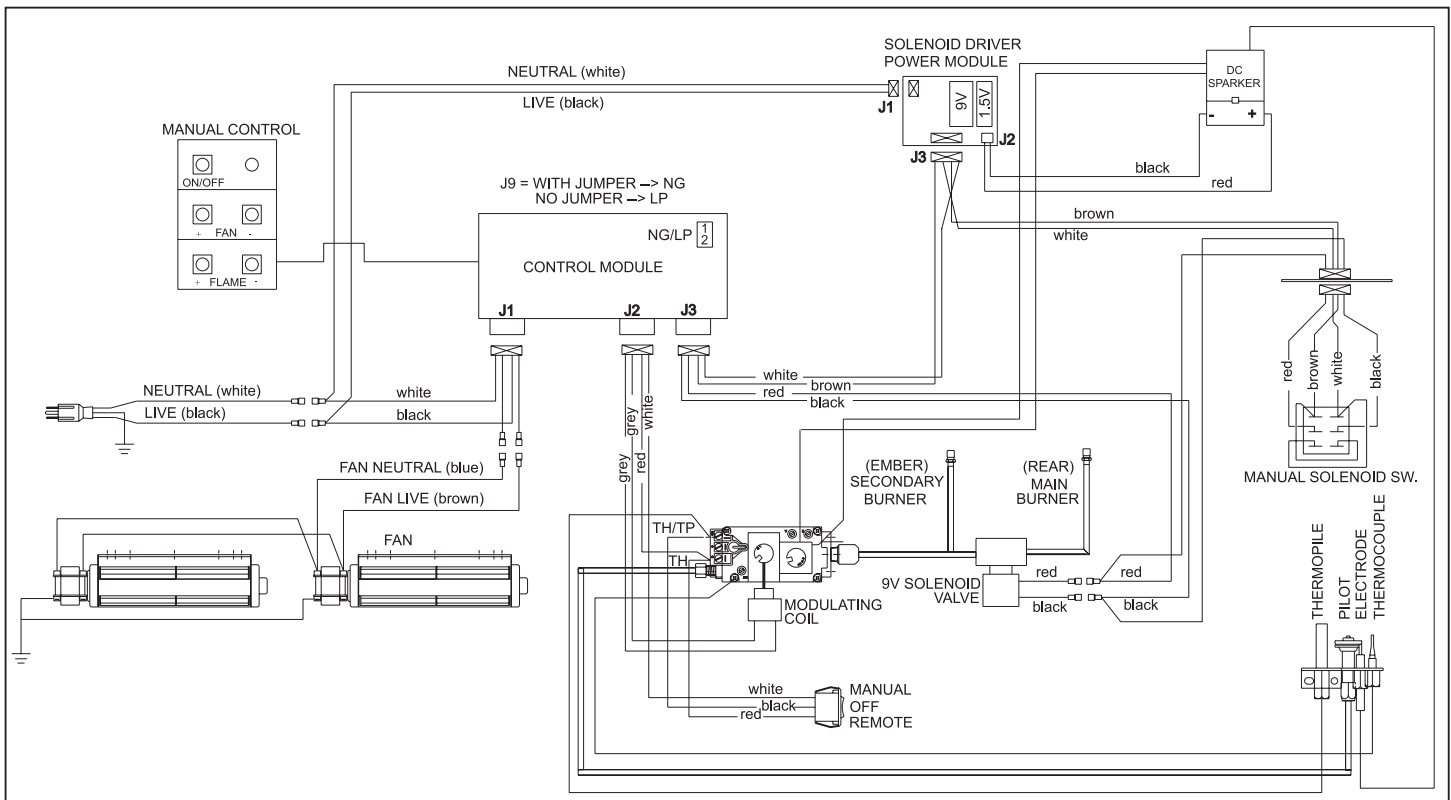 SOLENOID DRIVER
POWER MODULE
NEUTRAL (white)
LIVE (black)
J1
9V
1.5V
J2
J3
DC
SPARKER
-
+
black
red
MANUAL CONTROL
ON/OFF
+ FAN -
+ FLAME -
J9 = WITH JUMPER –> NG
NO JUMPER –> LP
NG/LP
1
2
CONTROL MODULE
J1
J2
J3
brown
white
NEUTRAL (white)
LIVE (black)
white
black
white
brown
red
black
grey
grey
red
white
red
brown
white
black
MANUAL SOLENOID SW.
FAN NEUTRAL (blue)
FAN LIVE (brown)
FAN
(EMBER)
SECONDARY
BURNER
(REAR)
MAIN
BURNER
TH/TP
TH
MODULATING
COIL
9V SOLENOID
VALVE
red
red
black
black
THERMOPILE
PILOT
ELECTRODE
THERMOCOUPLE
white
black
red
MANUAL
OFF
REMOTE